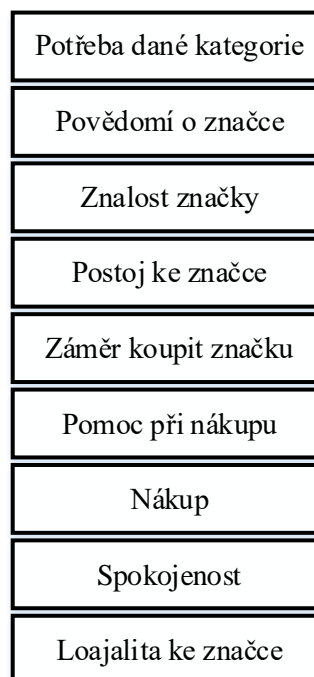 Potřeba dané kategorie
Povědomí o značce
Znalost značky
Postoj ke značce
Záměr koupit značku
Pomoc při nákupu
Nákup
Spokojenost
Loajalita ke značce